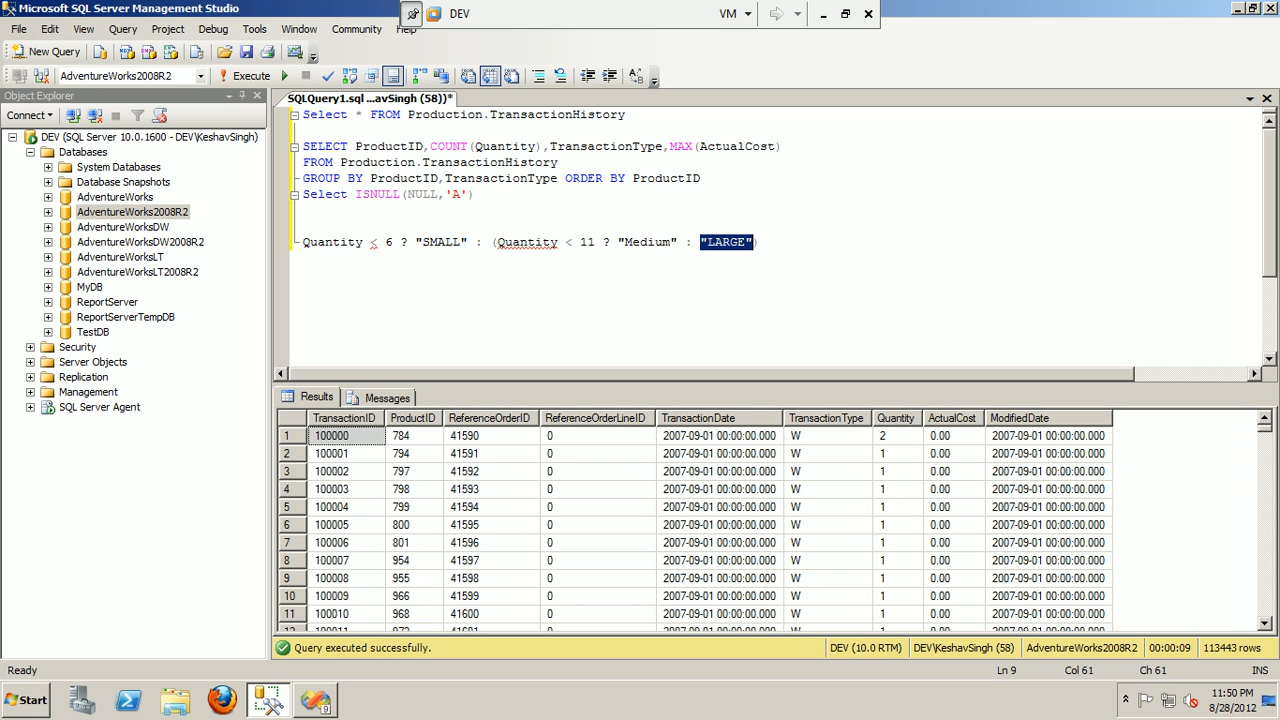 Microsoft SQL Server Management Studio
DEV
VM
File Edit View Query Project Debug Tools Window Community Help
New Query
AdventureWorks2008R2
Execute
Object Explorer
SQLQuery1.sql ...avSingh (58))*
Connect
DEV (SQL Server 10.0.1600 - DEV\KeshavSingh)
Databases
System Databases
Database Snapshots
AdventureWorks
AdventureWorks2008R2
AdventureWorksDW
AdventureWorksDW2008R2
AdventureWorksLT
AdventureWorksLT2008R2
MyDB
ReportServer
ReportServerTempDB
TestDB
Security
Server Objects
Replication
Management
SQL Server Agent
Select * FROM Production.TransactionHistory
SELECT ProductID,COUNT(Quantity),TransactionType,MAX(ActualCost)
FROM Production.TransactionHistory
GROUP BY ProductID,TransactionType ORDER BY ProductID
Select ISNULL(NULL,'A')
Quantity < 6 ? "SMALL" : (Quantity < 11 ? "Medium" : "LARGE")
Results Messages
TransactionID ProductID ReferenceOrderID ReferenceOrderLineID TransactionDate TransactionType Quantity ActualCost ModifiedDate
1 100000 784 41590 0 2007-09-01 00:00:00.000 W 2 0.00 2007-09-01 00:00:00.000
2 100001 794 41591 0 2007-09-01 00:00:00.000 W 1 0.00 2007-09-01 00:00:00.000
3 100002 797 41592 0 2007-09-01 00:00:00.000 W 1 0.00 2007-09-01 00:00:00.000
4 100003 798 41593 0 2007-09-01 00:00:00.000 W 1 0.00 2007-09-01 00:00:00.000
5 100004 799 41594 0 2007-09-01 00:00:00.000 W 1 0.00 2007-09-01 00:00:00.000
6 100005 800 41595 0 2007-09-01 00:00:00.000 W 1 0.00 2007-09-01 00:00:00.000
7 100006 801 41596 0 2007-09-01 00:00:00.000 W 1 0.00 2007-09-01 00:00:00.000
8 100007 954 41597 0 2007-09-01 00:00:00.000 W 1 0.00 2007-09-01 00:00:00.000
9 100008 955 41598 0 2007-09-01 00:00:00.000 W 1 0.00 2007-09-01 00:00:00.000
10 100009 966 41599 0 2007-09-01 00:00:00.000 W 1 0.00 2007-09-01 00:00:00.000
11 100010 968 41600 0 2007-09-01 00:00:00.000 W 1 0.00 2007-09-01 00:00:00.000
Query executed successfully. DEV (10.0 RTM) DEV\KeshavSingh (58) AdventureWorks2008R2 00:00:09 113443 rows
Ready Ln 9 Col 61 Ch 61 INS
Start
11:50 PM
8/28/2012